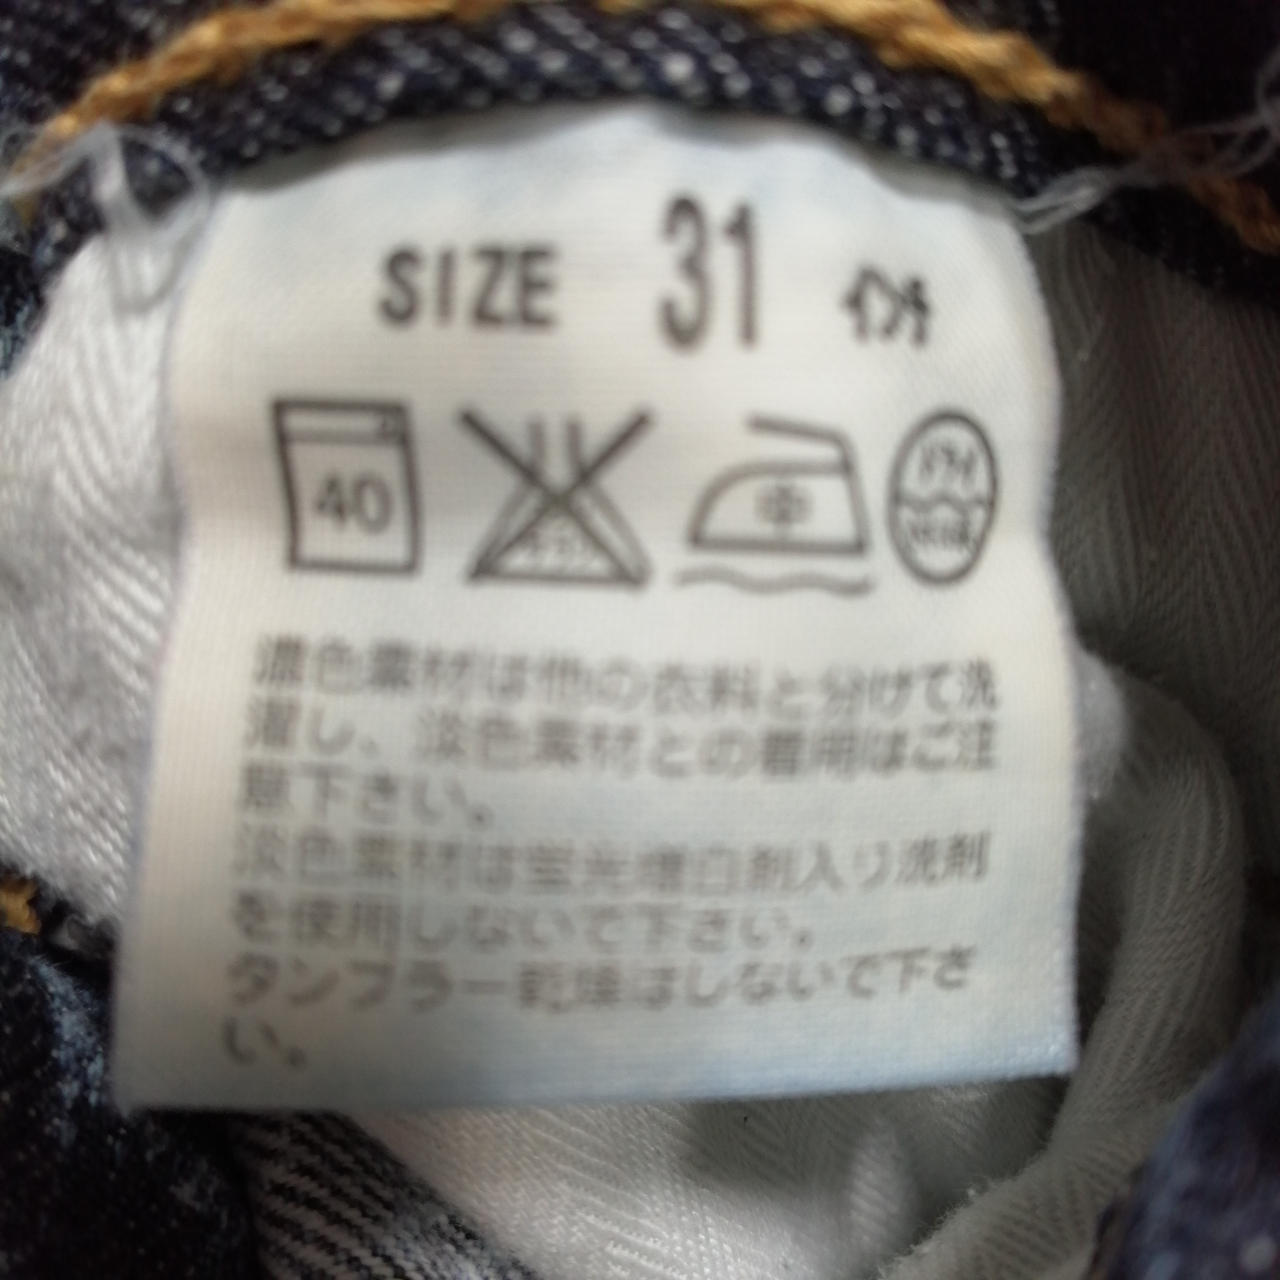 SIZE 31 インチ
40
中
ドライ
濃色素材は他の衣料と分けて洗
濯し、淡色素材との着用はご注
意下さい。
淡色素材は蛍光増白剤入り洗剤
を使用しないで下さい。
タンブラー乾燥はしないで下さ
い。